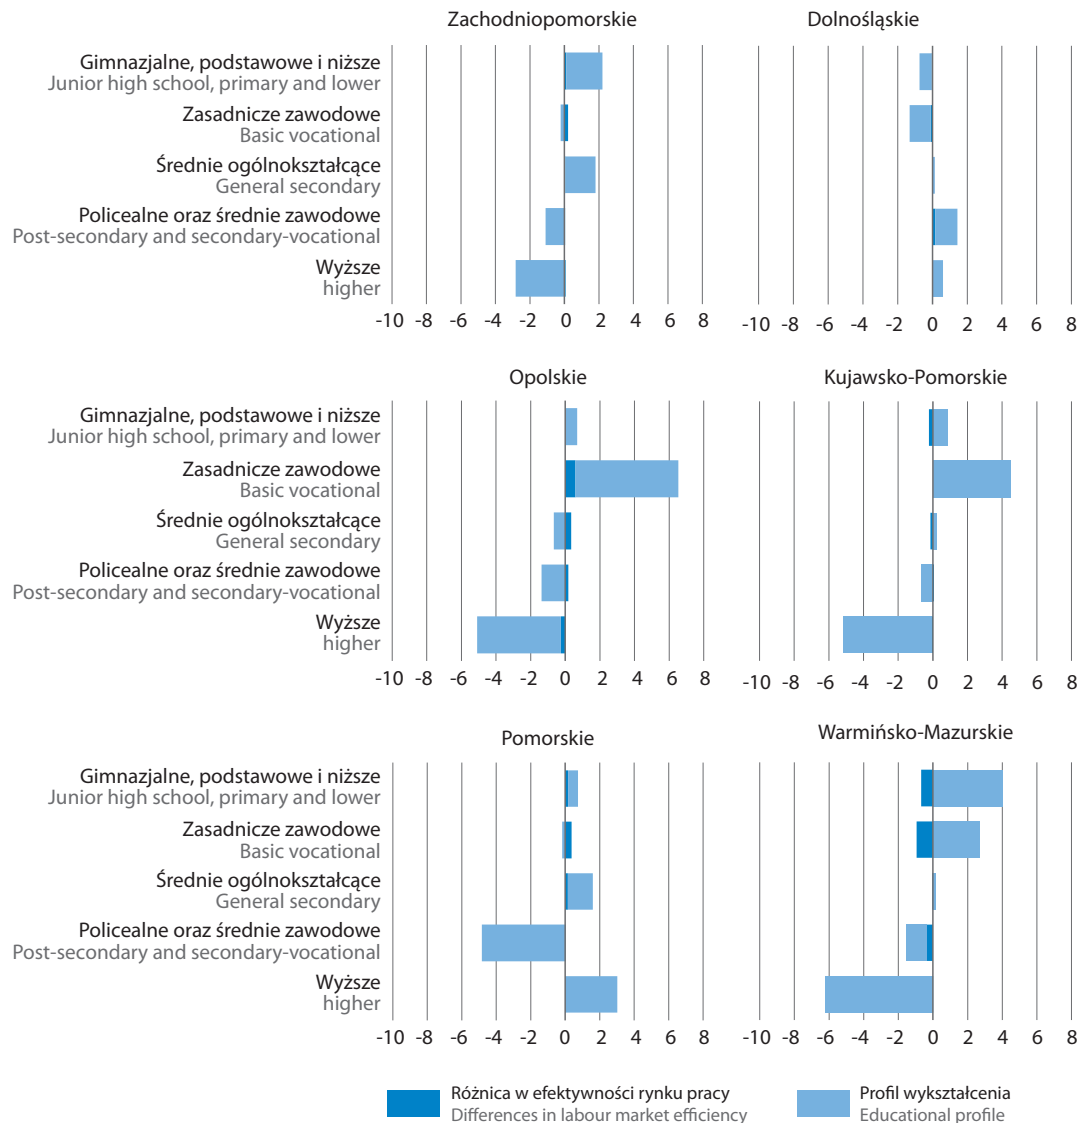 Zachodniopomorskie
Dolnośląskie
Gimnazjalne, podstawowe i niższe
Junior high school, primary and lower
Zasadnicze zawodowe
Basic vocational
Średnie ogólnokształcące
General secondary
Policealne oraz średnie zawodowe
Post-secondary and secondary-vocational
Wyższe
higher
-10 -8 -6 -4 -2 0 2 4 6 8
-10 -8 -6 -4 -2 0 2 4 6 8
Opolskie
Kujawsko-Pomorskie
Gimnazjalne, podstawowe i niższe
Junior high school, primary and lower
Zasadnicze zawodowe
Basic vocational
Średnie ogólnokształcące
General secondary
Policealne oraz średnie zawodowe
Post-secondary and secondary-vocational
Wyższe
higher
-10 -8 -6 -4 -2 0 2 4 6 8
-10 -8 -6 -4 -2 0 2 4 6 8
Pomorskie
Warmińsko-Mazurskie
Gimnazjalne, podstawowe i niższe
Junior high school, primary and lower
Zasadnicze zawodowe
Basic vocational
Średnie ogólnokształcące
General secondary
Policealne oraz średnie zawodowe
Post-secondary and secondary-vocational
Wyższe
higher
-10 -8 -6 -4 -2 0 2 4 6 8
-10 -8 -6 -4 -2 0 2 4 6 8
Różnica w efektywności rynku pracy
Differences in labour market efficiency
Profil wykształcenia
Educational profile